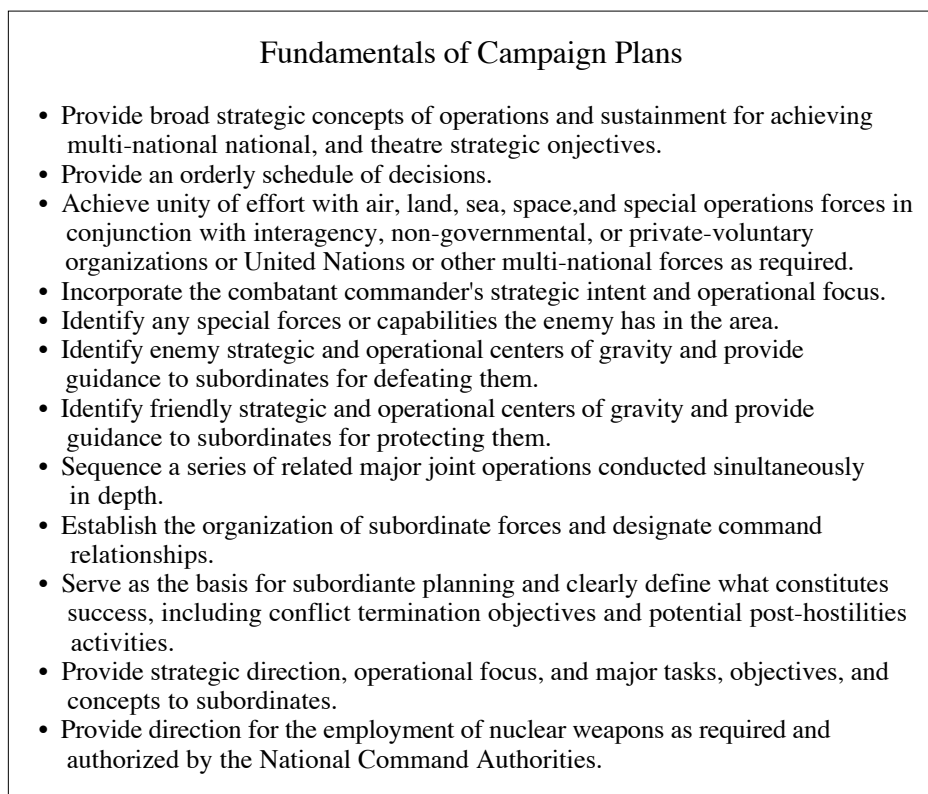 Fundamentals of Campaign Plans
• Provide broad strategic concepts of operations and sustainment for achieving
multi-national national, and theatre strategic onjectives.
• Provide an orderly schedule of decisions.
• Achieve unity of effort with air, land, sea, space,and special operations forces in
conjunction with interagency, non-governmental, or private-voluntary
organizations or United Nations or other multi-national forces as required.
• Incorporate the combatant commander's strategic intent and operational focus.
• Identify any special forces or capabilities the enemy has in the area.
• Identify enemy strategic and operational centers of gravity and provide
guidance to subordinates for defeating them.
• Identify friendly strategic and operational centers of gravity and provide
guidance to subordinates for protecting them.
• Sequence a series of related major joint operations conducted sinultaneously
in depth.
• Establish the organization of subordinate forces and designate command
relationships.
• Serve as the basis for subordiante planning and clearly define what constitutes
success, including conflict termination objectives and potential post-hostilities
activities.
• Provide strategic direction, operational focus, and major tasks, objectives, and
concepts to subordinates.
• Provide direction for the employment of nuclear weapons as required and
authorized by the National Command Authorities.